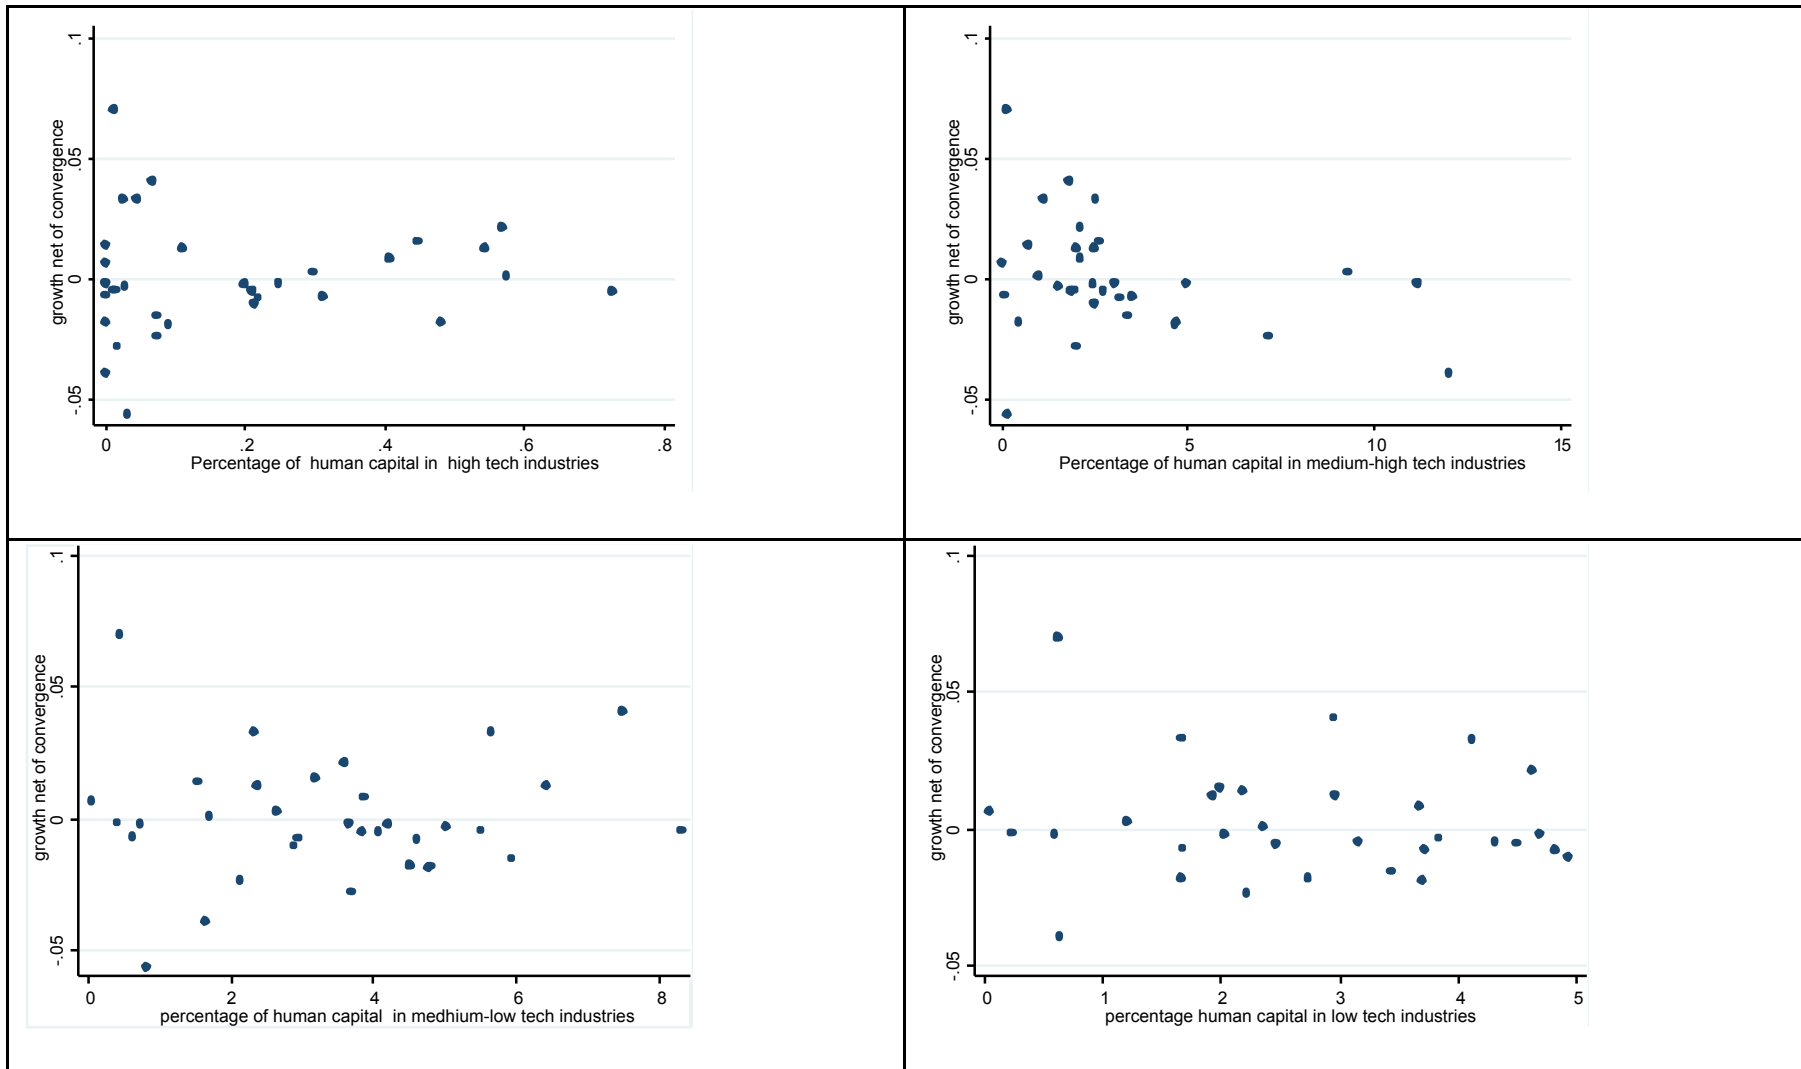 .1
.05
0
-.05
growth net of convergence
0 .2 .4 .6 .8
Percentage of  human capital in  high tech industries
.1
.05
0
-.05
growth net of convergence
0 5 10 15
Percentage of human capital in medium-high tech industries
.1
.05
0
-.05
growth net of convergence
0 2 4 6 8
percentage of human capital  in medhium-low tech industries
.1
.05
0
-.05
growth net of convergence
0 1 2 3 4 5
percentage human capital in low tech industries